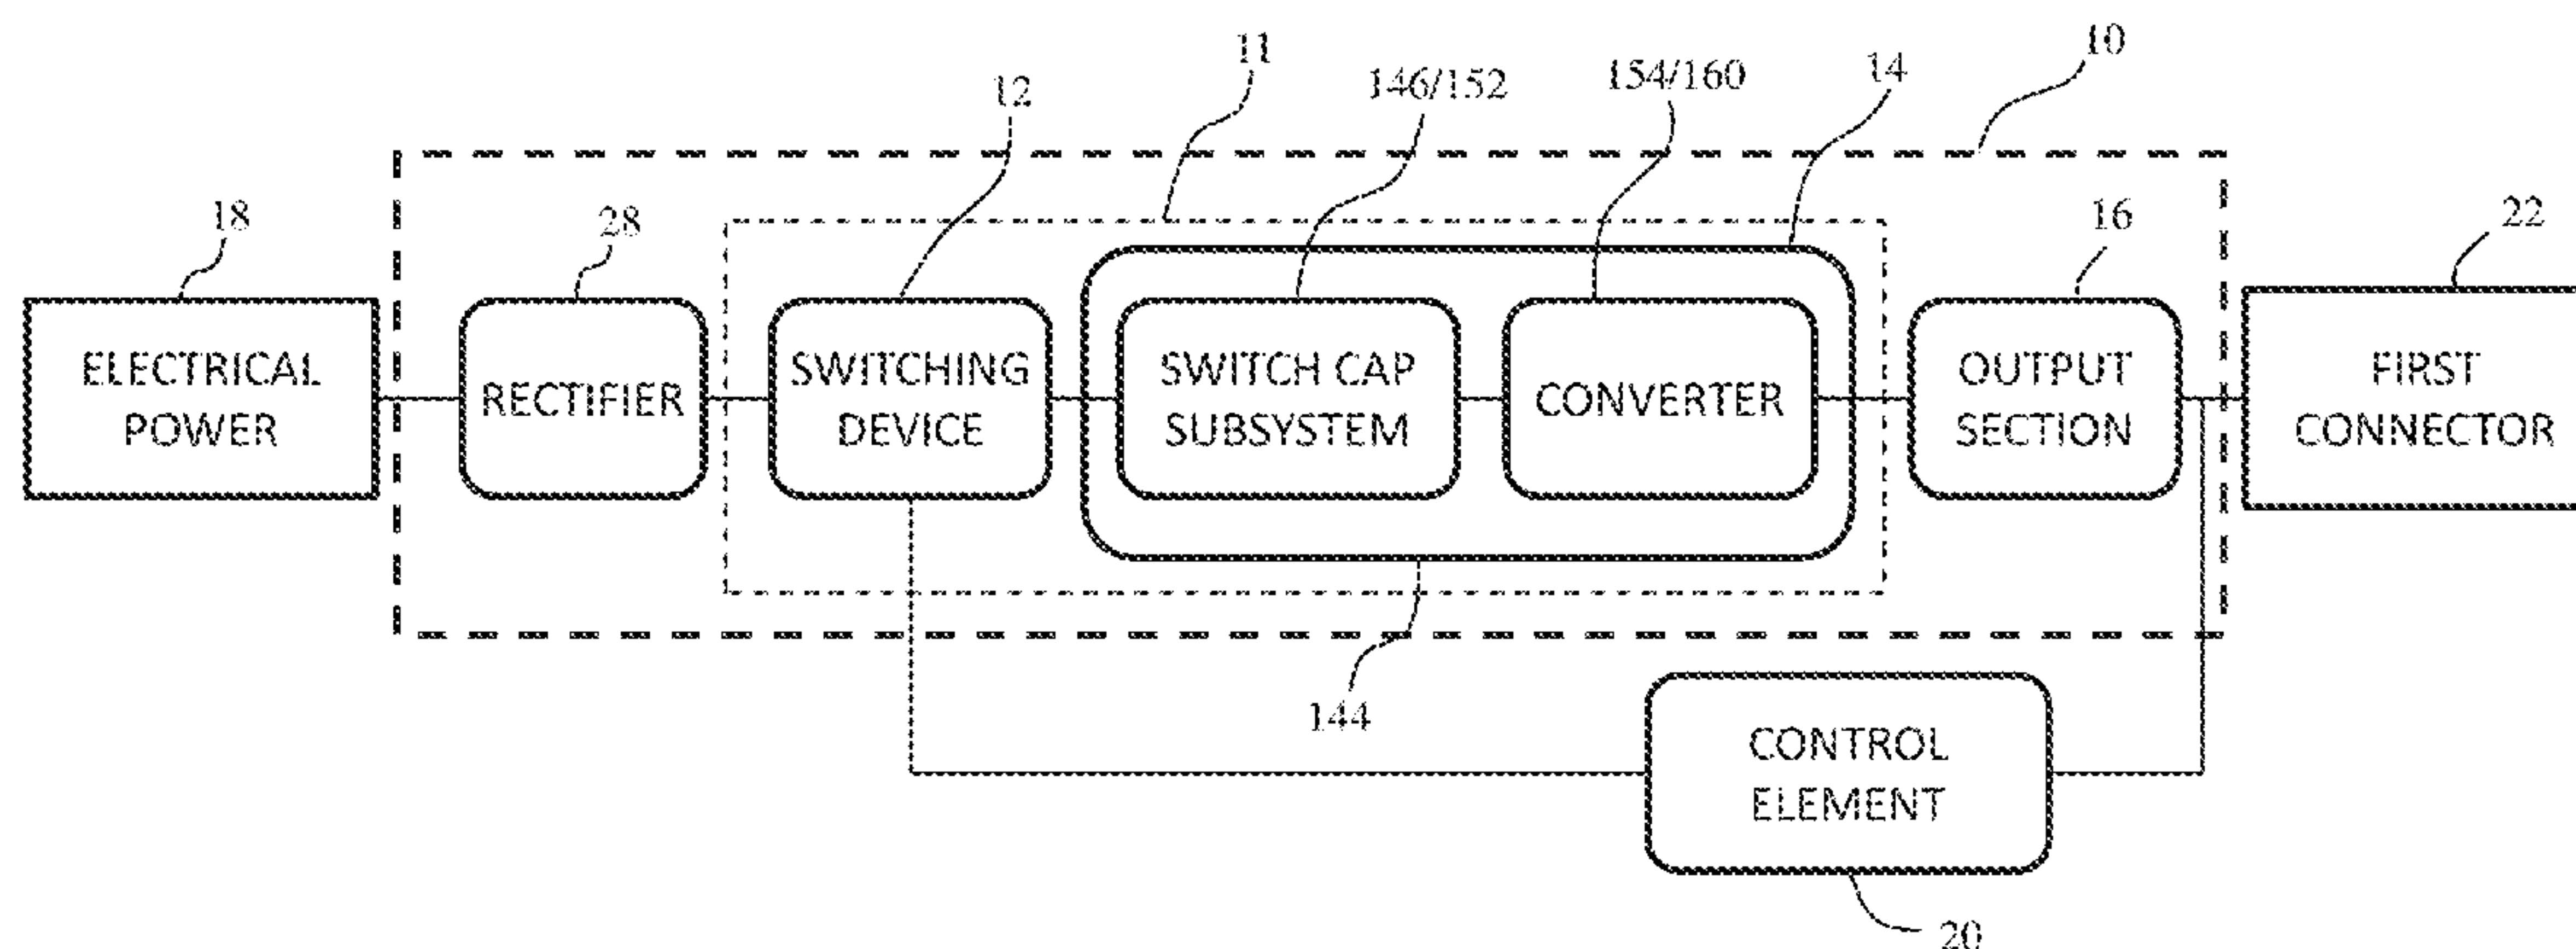 10
11
14
154/160
146/152
12
18
28
16
22
ELECTRICAL
POWER
RECTIFIER
SWITCHING
DEVICE
SWITCH CAP
SUBSYSTEM
CONVERTER
OUTPUT
SECTION
FIRST
CONNECTOR
144
CONTROL
ELEMENT
20